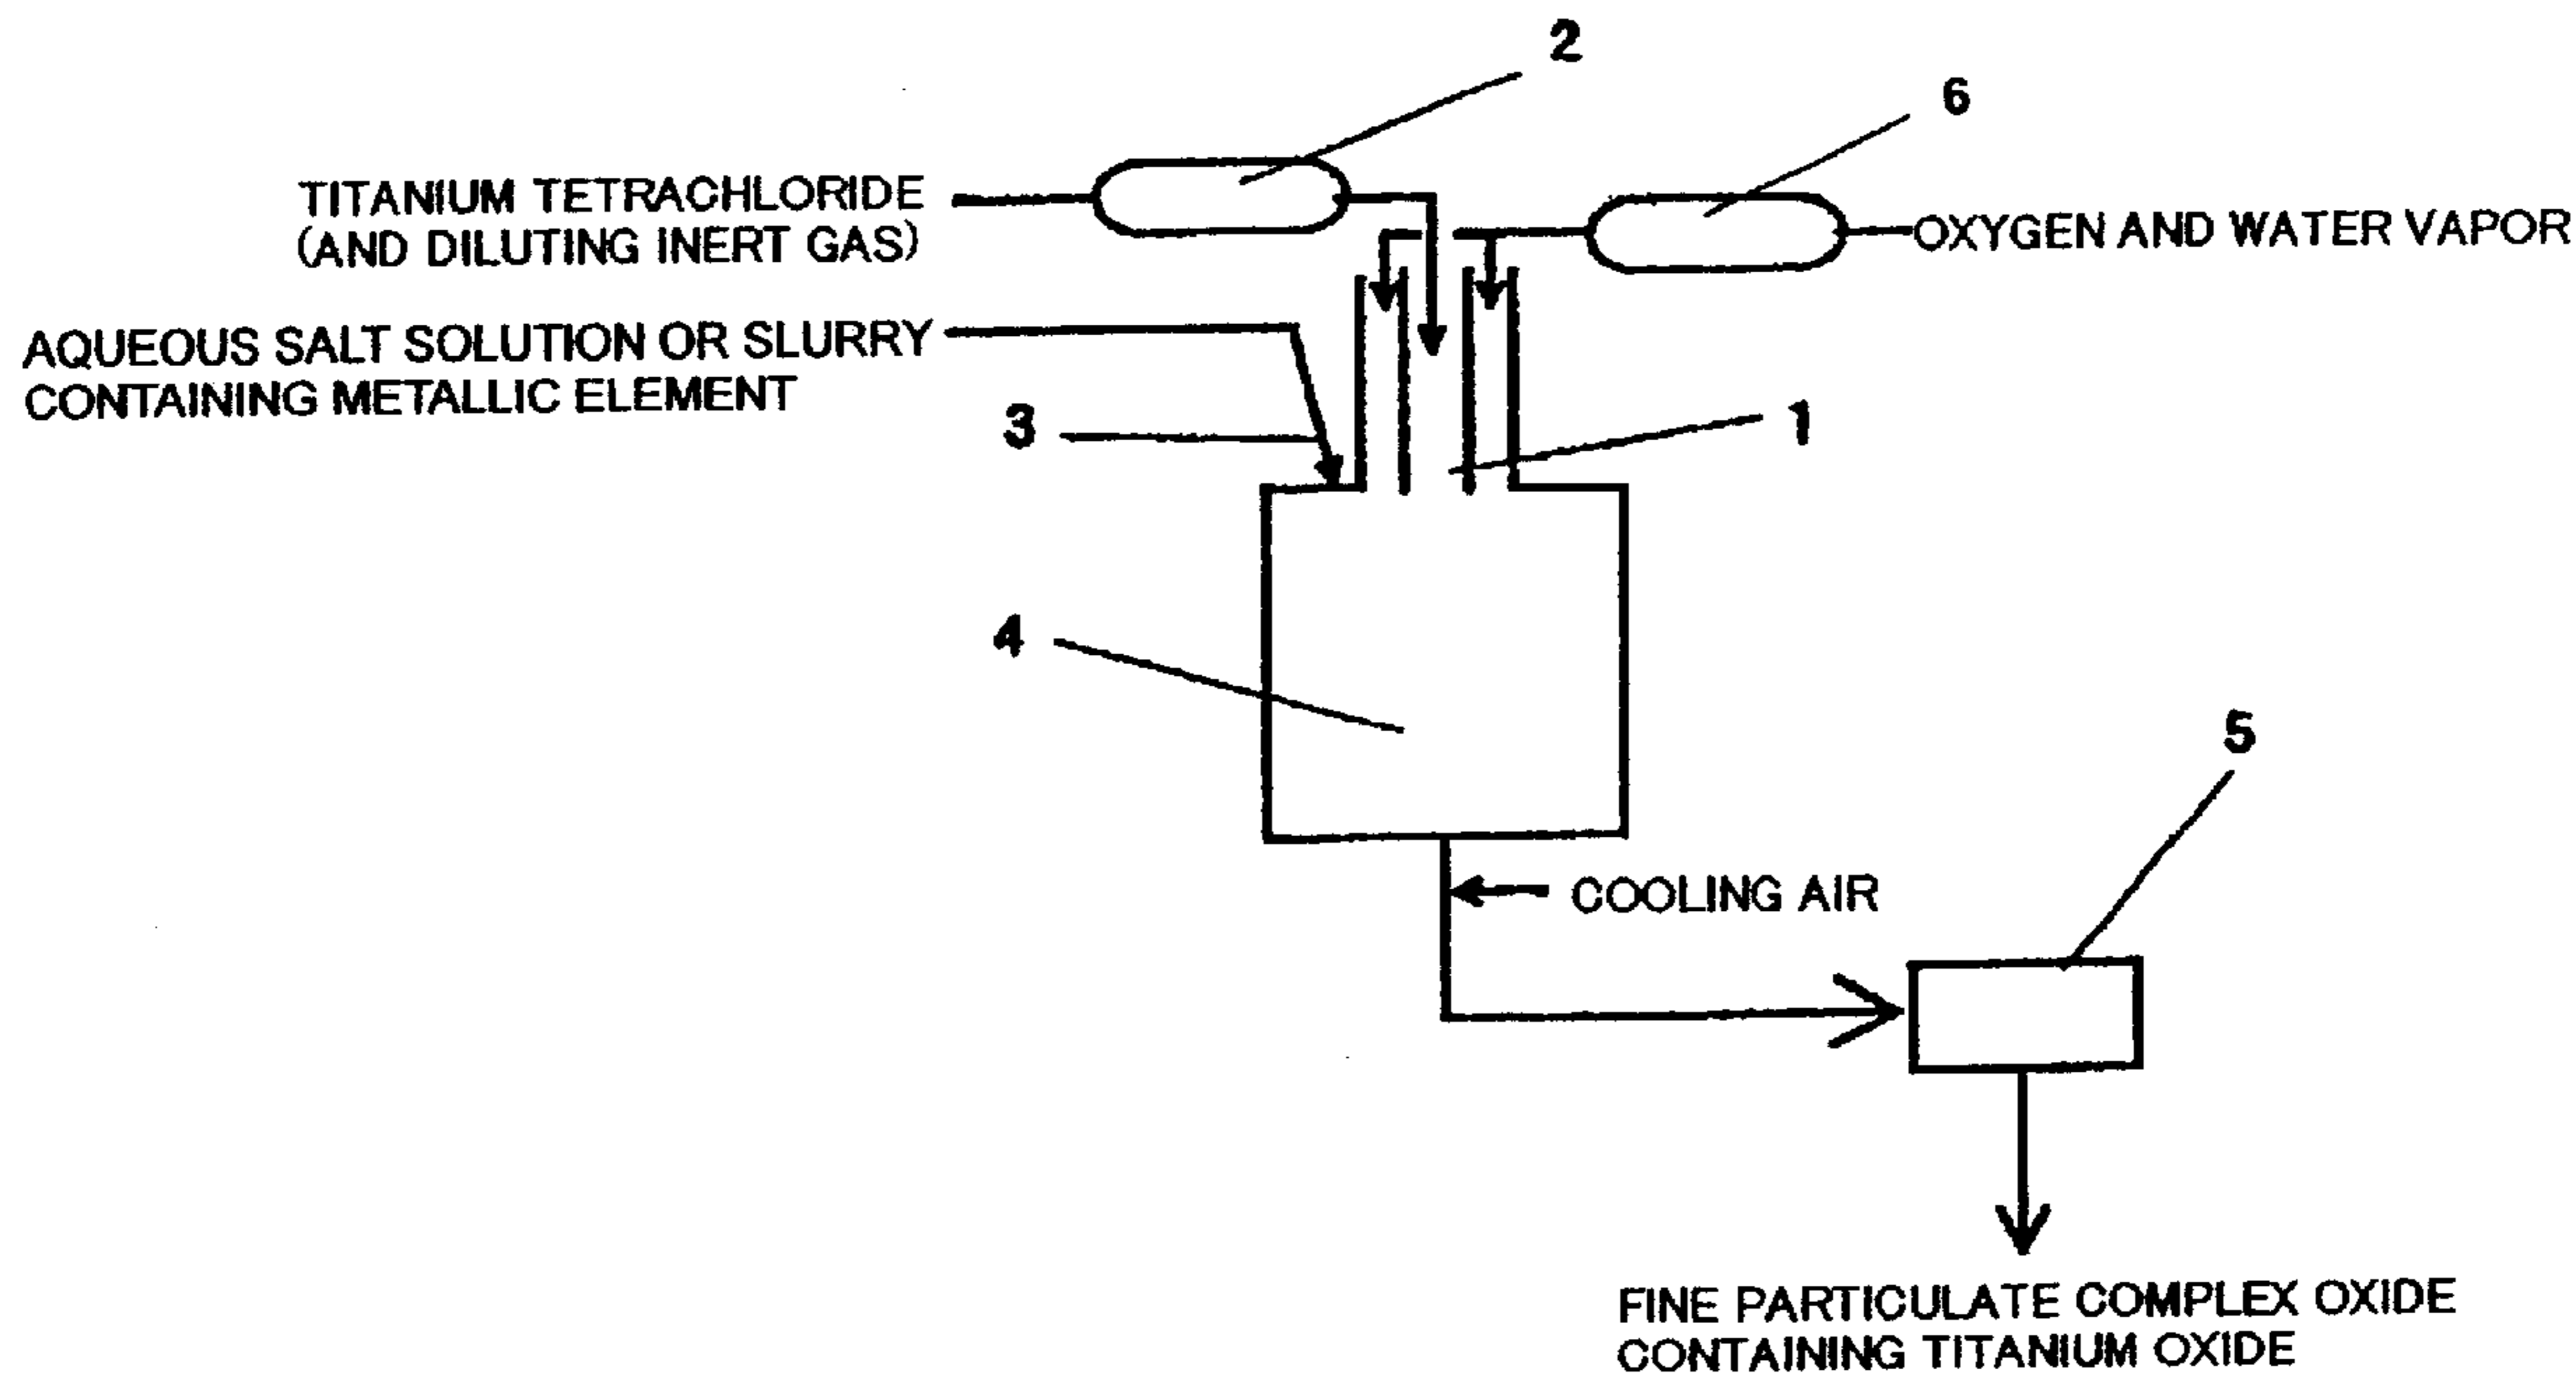 2
6
TITANIUM TETRACHLORIDE
(AND DILUTING INERT GAS)
OXYGEN AND WATER VAPOR
AQUEOUS SALT SOLUTION OR SLURRY
CONTAINING METALLIC ELEMENT
3
1
4
5
COOLING AIR
FINE PARTICULATE COMPLEX OXIDE
CONTAINING TITANIUM OXIDE